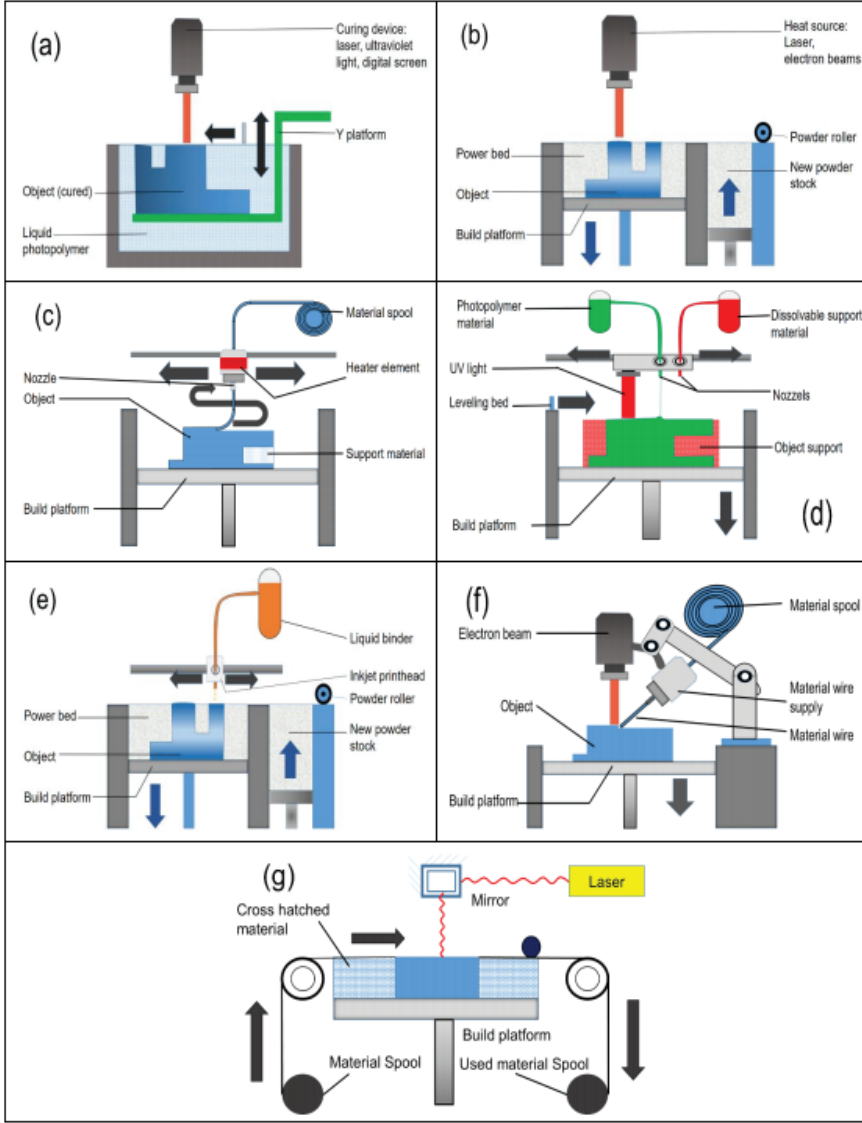 (a)
Curing device:
laser, ultraviolet
light, digital screen
Y platform
Object (cured)
Liquid
photopolymer
(b)
Heat source:
Laser,
electron beams
Powder roller
Power bed
New powder
stock
Object
Build platform
(c)
Material spool
Heater element
Nozzle
Object
Support material
Build platform
Photopolymer
material
Dissolvable support
material
UV light
Nozzels
Leveling bed
Object support
Build platform
(d)
(e)
Liquid binder
Inkjet printhead
Powder roller
Power bed
New powder
stock
Object
Build platform
(f)
Material spool
Electron beam
Material wire
supply
Object
Material wire
Build platform
(g)
Laser
Mirror
Cross hatched
material
Build platform
Material Spool
Used material Spool